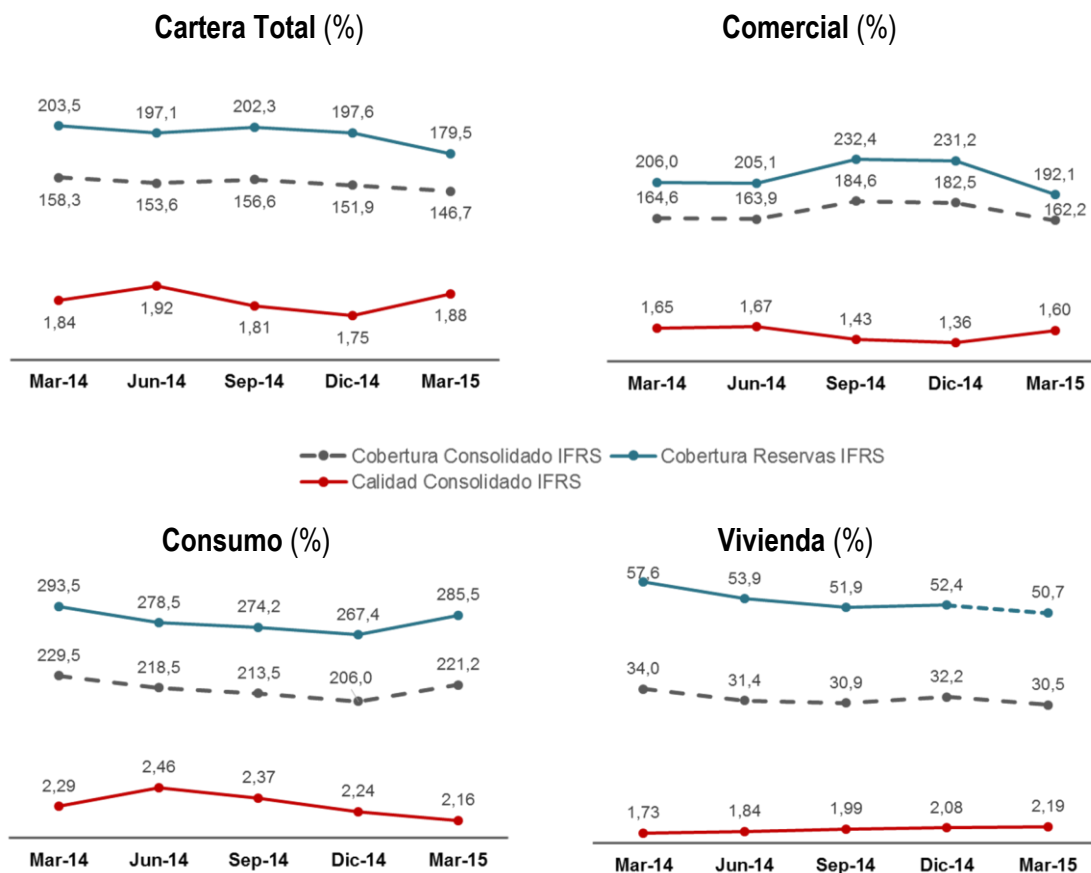 Cartera Total (%)
203,5 197,1 202,3 197,6 179,5
158,3 153,6 156,6 151,9 146,7
1,84 1,92 1,81 1,75 1,88
Mar-14 Jun-14 Sep-14 Dic-14 Mar-15
Comercial (%)
206,0 205,1 232,4 231,2 192,1
164,6 163,9 184,6 182,5 162,2
1,65 1,67 1,43 1,36 1,60
Mar-14 Jun-14 Sep-14 Dic-14 Mar-15
Cobertura Consolidado IFRS Cobertura Reservas IFRS
Calidad Consolidado IFRS
Consumo (%)
293,5 278,5 274,2 267,4 285,5
229,5 218,5 213,5 206,0 221,2
2,29 2,46 2,37 2,24 2,16
Mar-14 Jun-14 Sep-14 Dic-14 Mar-15
Vivienda (%)
57,6 53,9 51,9 52,4 50,7
34,0 31,4 30,9 32,2 30,5
1,73 1,84 1,99 2,08 2,19
Mar-14 Jun-14 Sep-14 Dic-14 Mar-15